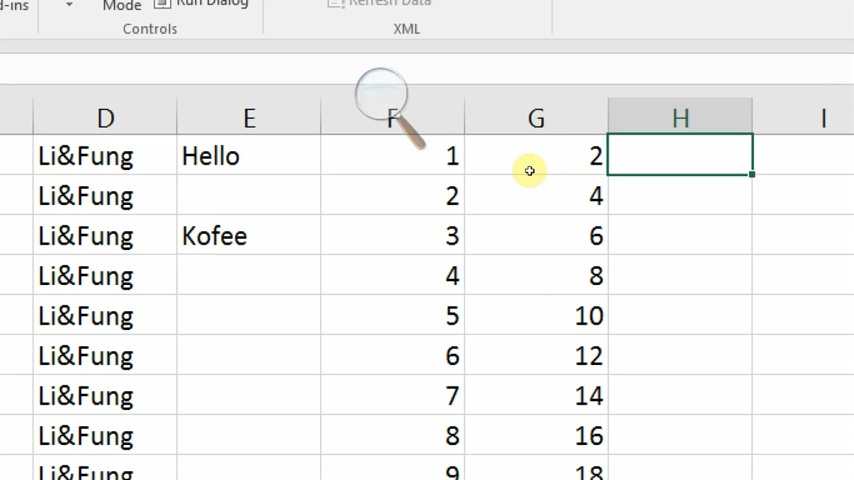 d-ins Mode Run Dialog Refresh Data
Controls XML
D E F G H I
Li&Fung Hello 1 2
Li&Fung 2 4
Li&Fung Kofee 3 6
Li&Fung 4 8
Li&Fung 5 10
Li&Fung 6 12
Li&Fung 7 14
Li&Fung 8 16
Li&Fung 9 18